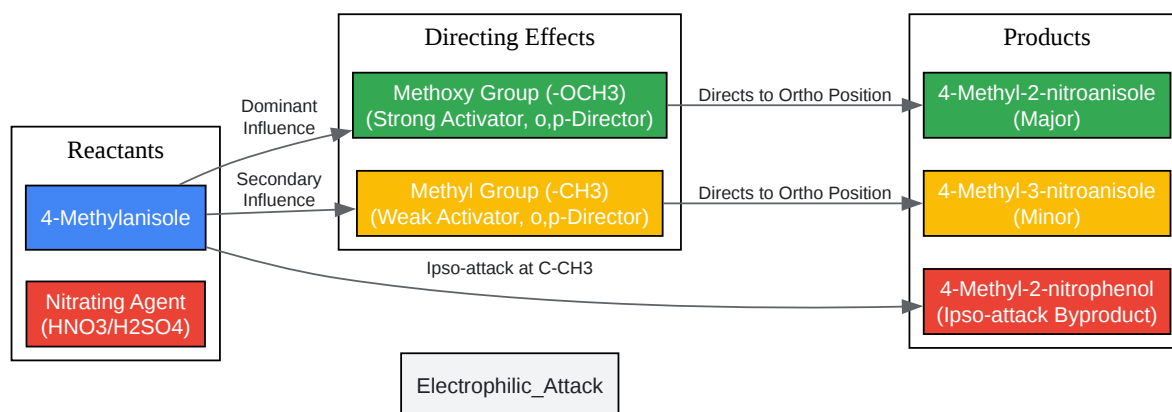 Reactants
4-Methylanisole
Nitrating Agent
(HNO3/H2SO4)
Dominant
Influence
Secondary
Influence
Directing Effects
Methoxy Group (-OCH3)
(Strong Activator, o,p-Director)
Methyl Group (-CH3)
(Weak Activator, o,p-Director)
Ipso-attack at C-CH3
Directs to Ortho Position
Directs to Ortho Position
Products
4-Methyl-2-nitroanisole
(Major)
4-Methyl-3-nitroanisole
(Minor)
4-Methyl-2-nitrophenol
(Ipso-attack Byproduct)
Electrophilic_Attack